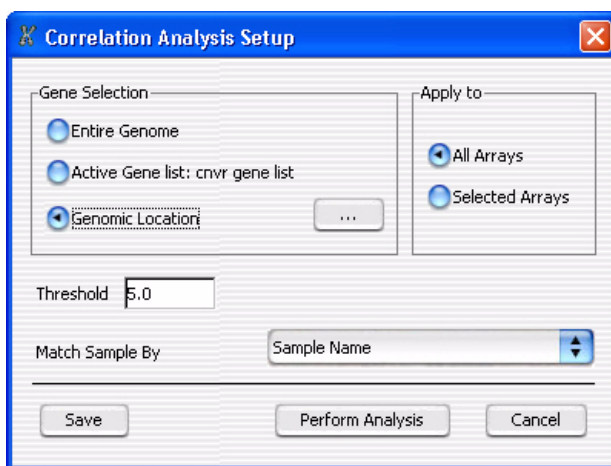 Correlation Analysis Setup
Gene Selection
Entire Genome
Active Gene list: cnvr gene list
Genomic Location
...
Apply to
All Arrays
Selected Arrays
Threshold 5.0
Match Sample By Sample Name
Save Perform Analysis Cancel